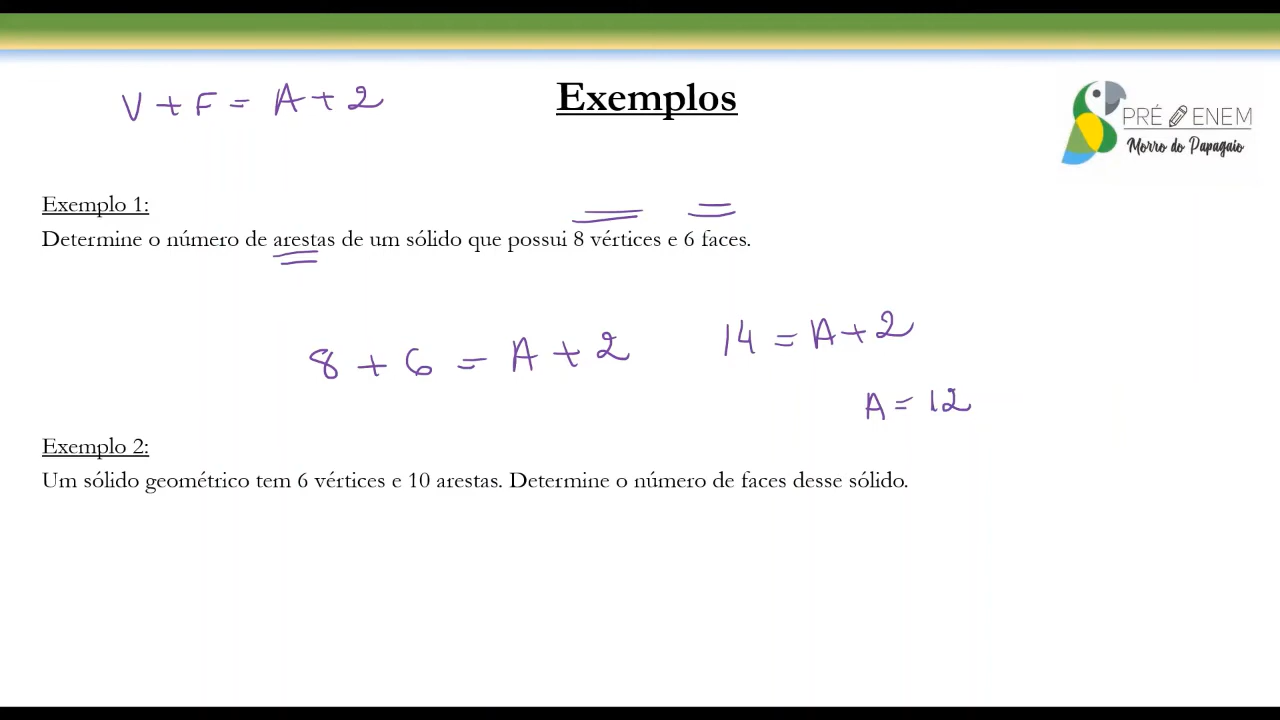 V + F = A + 2
Exemplos
PRÉ ENEM
Morro do Papagaio
Exemplo 1:
Determine o número de arestas de um sólido que possui 8 vértices e 6 faces.
8 + 6 = A + 2
14 = A + 2
A = 12
Exemplo 2:
Um sólido geométrico tem 6 vértices e 10 arestas. Determine o número de faces desse sólido.